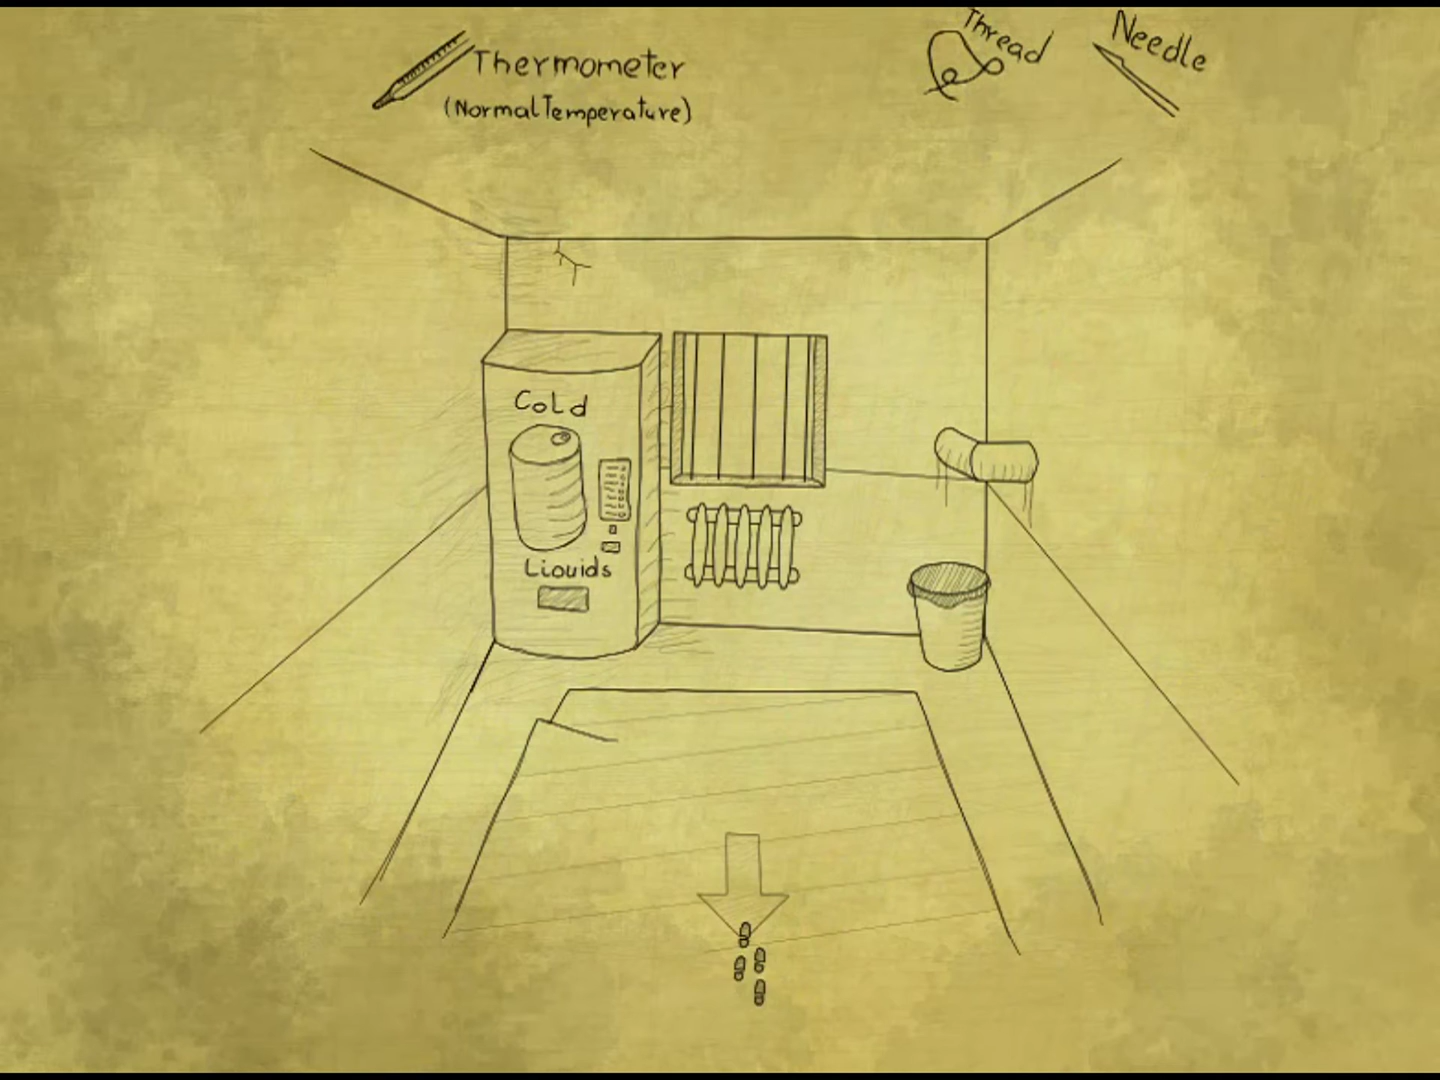 Thermometer
(Normal Temperature)
Thread
Needle
Cold
Liquids